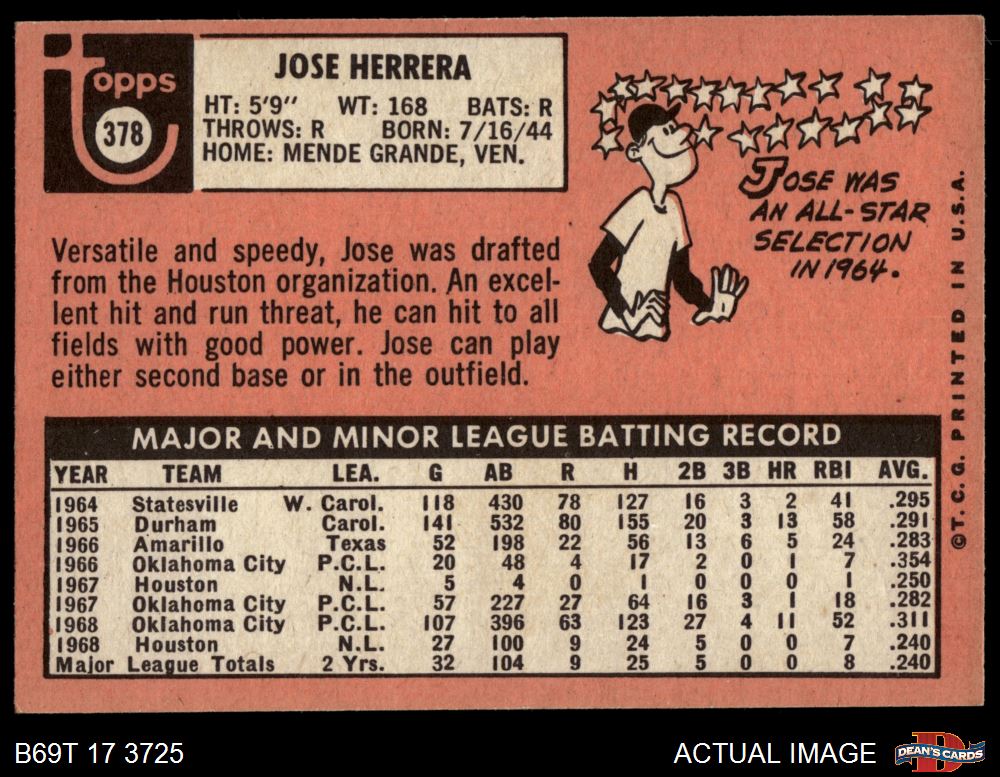 Topps
378
JOSE HERRERA
HT: 5'9" WT: 168 BATS: R
THROWS: R BORN: 7/16/44
HOME: MENDE GRANDE, VEN.
JOSE WAS
AN ALL-STAR
SELECTION
IN 1964.
Versatile and speedy, Jose was drafted
from the Houston organization. An excel-
lent hit and run threat, he can hit to all
fields with good power. Jose can play
either second base or in the outfield.
MAJOR AND MINOR LEAGUE BATTING RECORD
YEAR TEAM LEA. G AB R H 2B 3B HR RBI AVG.
1964 Statesville W. Carol. 118 430 78 127 16 3 2 41 .295
1965 Durham Carol. 141 532 80 155 20 3 13 58 .291
1966 Amarillo Texas 52 198 22 56 13 6 5 24 .283
1966 Oklahoma City P.C.L. 20 48 4 17 2 0 1 7 .354
1967 Houston N.L. 5 4 0 1 0 0 0 1 .250
1967 Oklahoma City P.C.L. 57 227 27 64 16 3 1 18 .282
1968 Oklahoma City P.C.L. 107 396 63 123 27 4 11 52 .311
1968 Houston N.L. 27 100 9 24 5 0 0 7 .240
Major League Totals 2 Yrs. 32 104 9 25 5 0 0 8 .240
©T.C.G. PRINTED IN U.S.A.
B69T 17 3725
ACTUAL IMAGE
D
DEAN'S CARDS